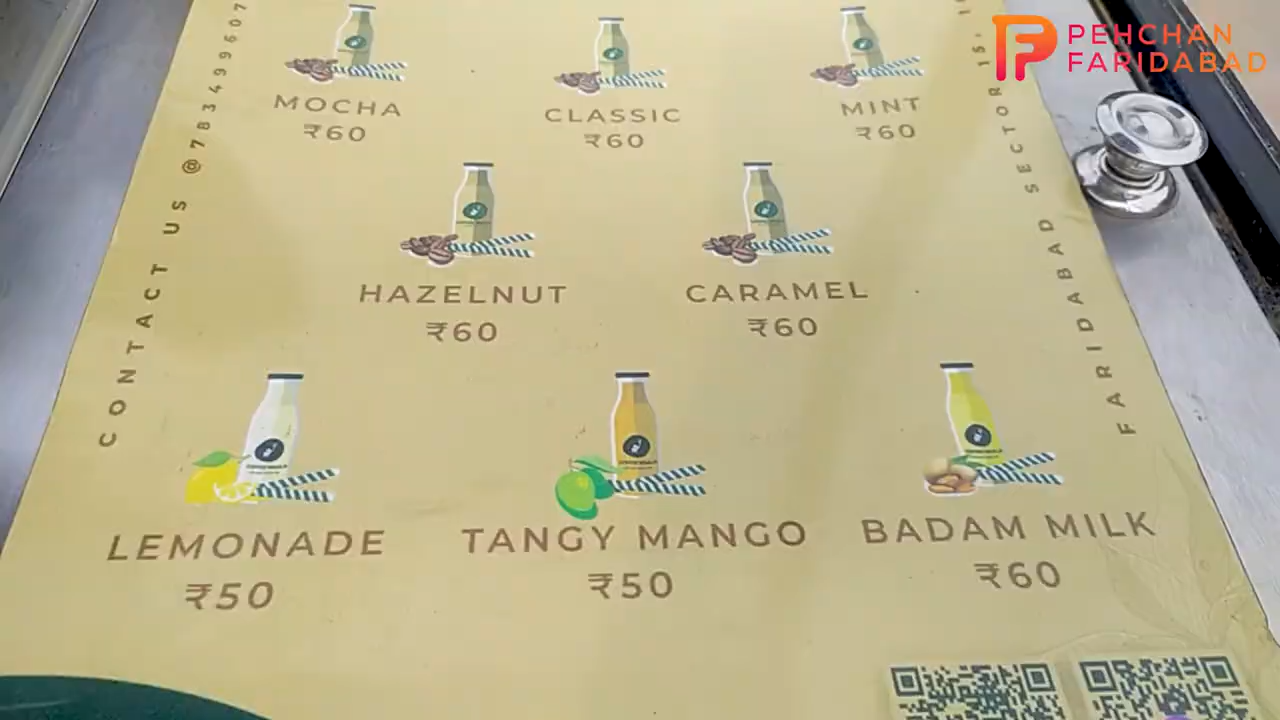 PEHCHAN
FARIDABAD
MOCHA
₹60
CLASSIC
₹60
MINT
₹60
HAZELNUT
₹60
CARAMEL
₹60
LEMONADE
₹50
TANGY MANGO
₹50
BADAM MILK
₹60
CONTACT US @783499607
FARIDABAD SECTOR 15,